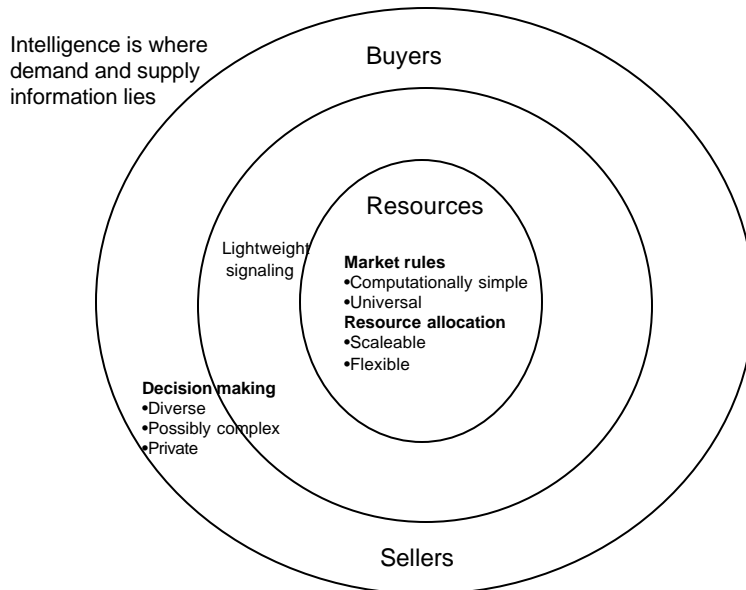 Intelligence is where
demand and supply
information lies
Buyers
Resources
Lightweight
signaling
Market rules
•Computationally simple
•Universal
Resource allocation
•Scaleable
•Flexible
Decision making
•Diverse
•Possibly complex
•Private
Sellers